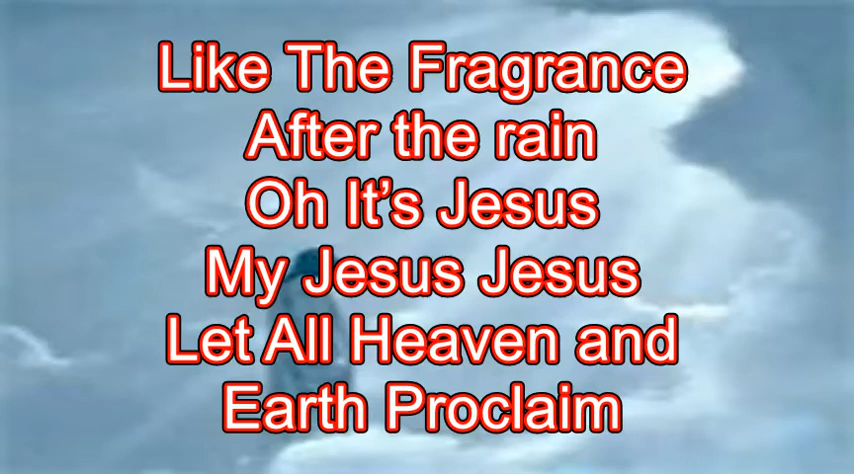 Like The Fragrance
After the rain
Oh It’s Jesus
My Jesus Jesus
Let All Heaven and
Earth Proclaim